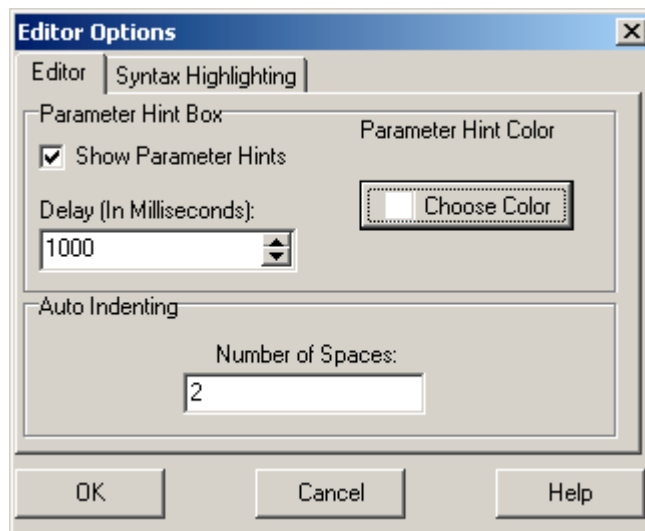 Editor Options
Editor
Syntax Highlighting
Parameter Hint Box
Show Parameter Hints
Parameter Hint Color
Choose Color
Delay (In Milliseconds):
1000
Auto Indenting
Number of Spaces:
2
OK
Cancel
Help